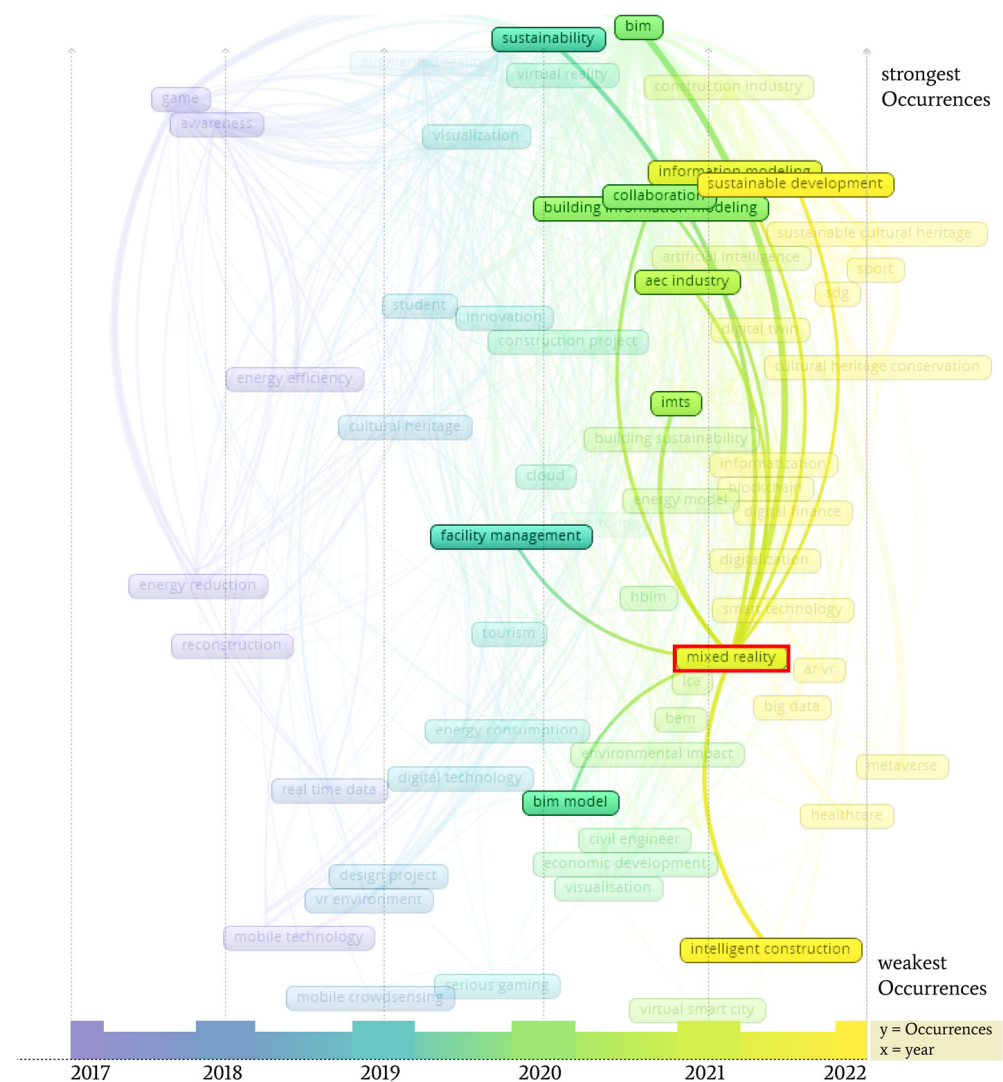 bim
sustainability
augmented reality
virtual reality
strongest
Occurrences
construction industry
game
awareness
visualization
information modeling
sustainable development
collaboration
building information modeling
sustainable cultural heritage
artificial intelligence
sport
aec industry
sdg
student
innovation
digital twin
construction project
cultural heritage conservation
energy efficiency
imts
cultural heritage
building sustainability
informatization
cloud
blockchain
energy model
digital finance
facility management
digitalization
energy reduction
hbim
smart technology
tourism
reconstruction
mixed reality
ar vr
lca
big data
bem
energy consumption
environmental impact
metaverse
digital technology
real time data
bim model
healthcare
civil engineer
economic development
design project
visualisation
vr environment
mobile technology
intelligent construction
weakest
Occurrences
serious gaming
mobile crowdsensing
virtual smart city
y = Occurrences
x = year
2017 2018 2019 2020 2021 2022